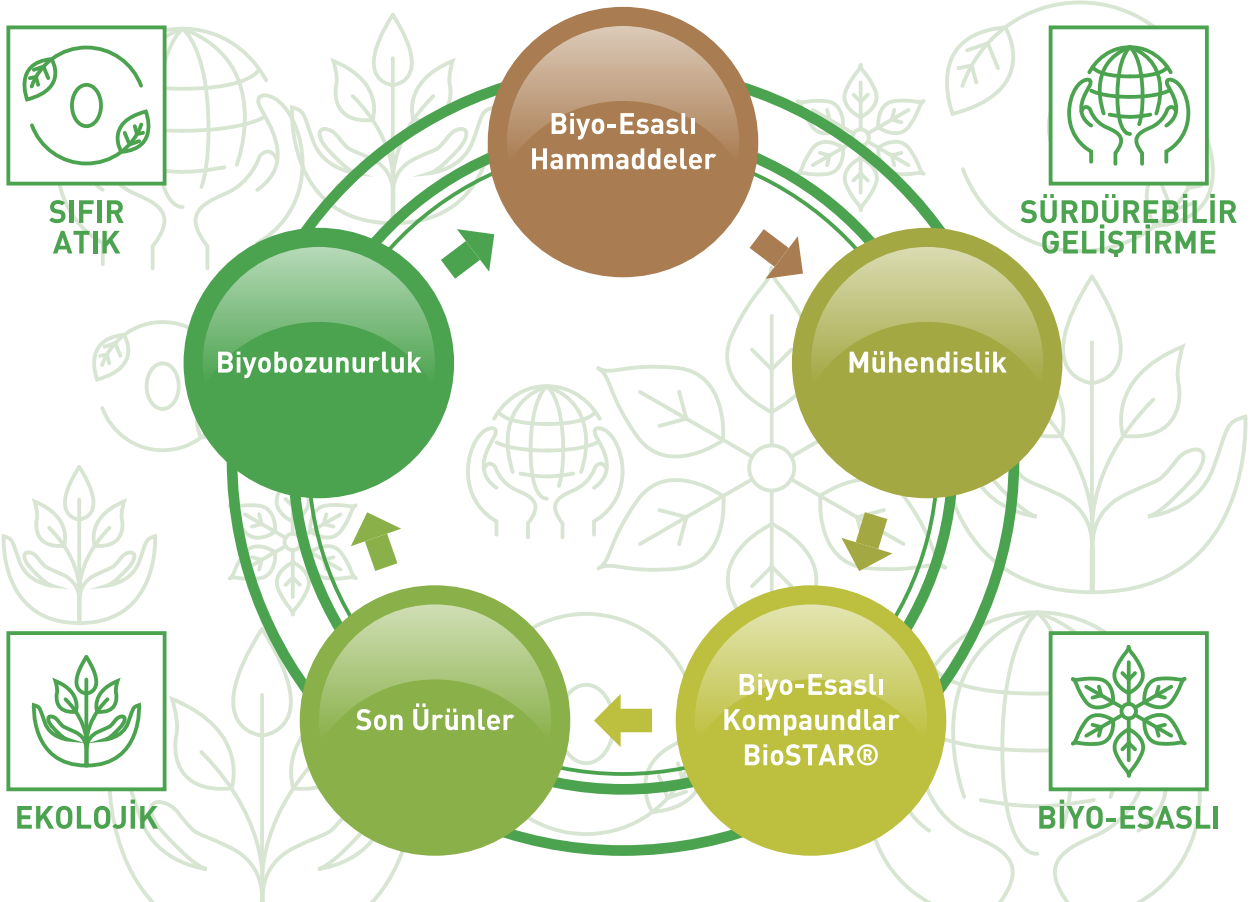 Biyo-Esaslı
Hammaddeler
SIFIR
ATIK
SÜRDÜREBİLİR
GELİŞTİRME
Biyobozunurluk
Mühendislik
Son Ürünler
Biyo-Esaslı
Kompaundlar
BioSTAR®
EKOLOJİK
BİYO-ESASLI